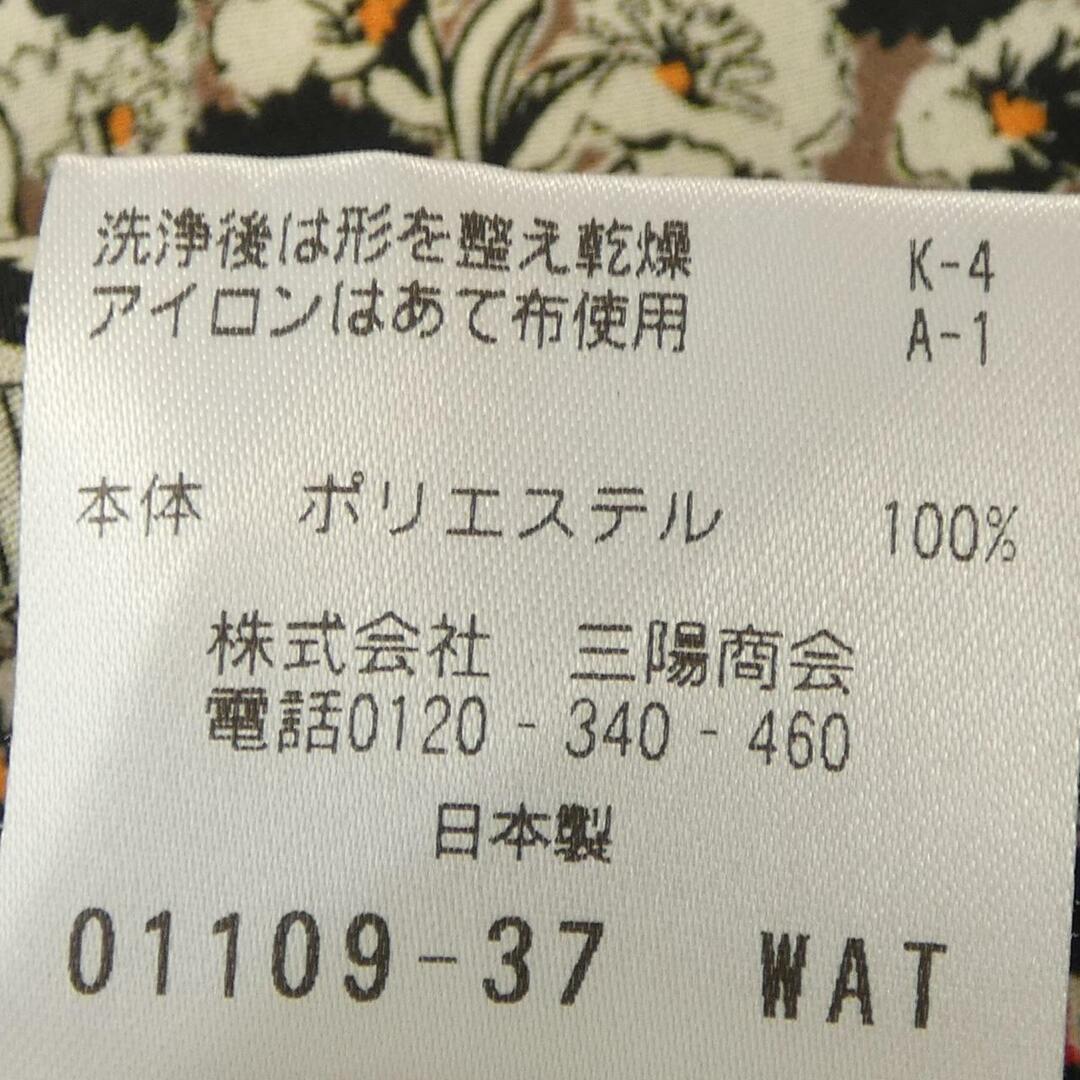 洗浄後は形を整え乾燥 K-4
アイロンはあて布使用 A-1
本体 ポリエステル 100%
株式会社 三陽商会
電話0120-340-460
日本製
01109-37 WAT